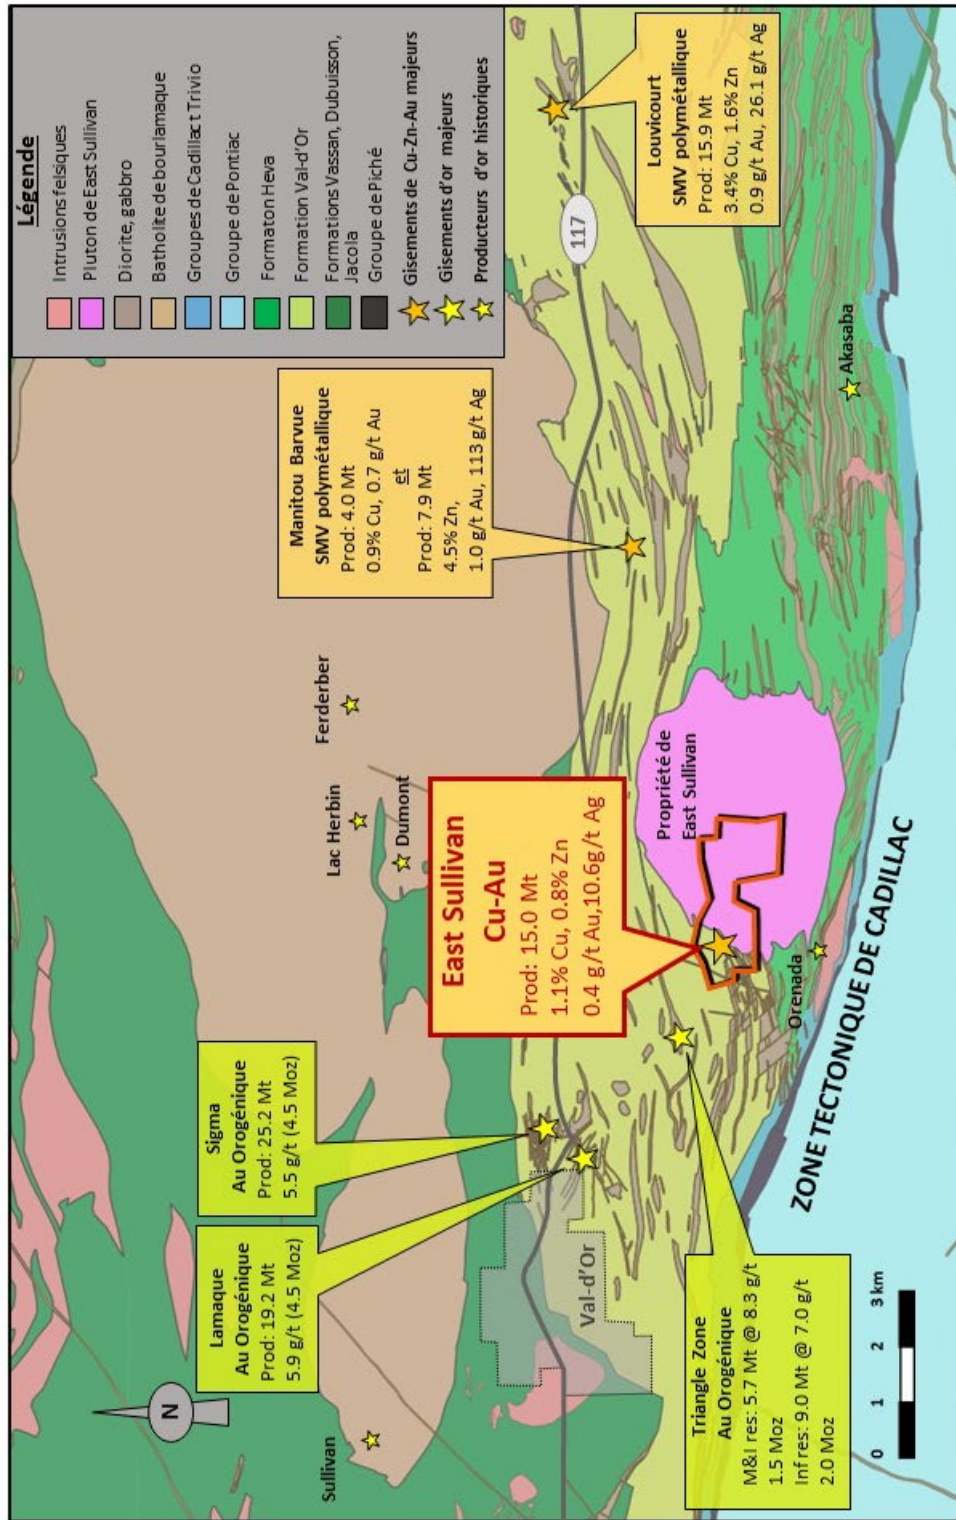 Légende
Intrusions felsiques
Pluton de East Sullivan
Diorite, gabbro
Batholite de bourlamaque
Groupes de Cadillac t Trivio
Groupe de Pontiac
Formaton Heva
Formation Val-d'Or
Formations Vassan, Dubuisson,
Jacola
Groupe de Piché
Gisements de Cu-Zn-Au majeurs
Gisements d'or majeurs
Producteurs d'or historiques
N
Sullivan
Lamaque
Au Orogénique
Prod: 19.2 Mt
5.9 g/t (4.5 Moz)
Sigma
Au Orogénique
Prod: 25.2 Mt
5.5 g/t (4.5 Moz)
Lac Herbin
Ferderber
Dumont
Manitou Barvue
SMV polymétallique
Prod: 4.0 Mt
0.9% Cu, 0.7 g/t Au
et
Prod: 7.9 Mt
4.5% Zn,
1.0 g/t Au, 113 g/t Ag
East Sullivan
Cu-Au
Prod: 15.0 Mt
1.1% Cu, 0.8% Zn
0.4 g/t Au,10.6g/t Ag
117
Louvicourt
SMV polymétallique
Prod: 15.9 Mt
3.4% Cu, 1.6% Zn
0.9 g/t Au, 26.1 g/t Ag
Val-d'Or
Propriété de
East Sullivan
Triangle Zone
Au Orogénique
M&I res: 5.7 Mt @ 8.3 g/t
1.5 Moz
Inf res: 9.0 Mt @ 7.0 g/t
2.0 Moz
Orenada
Akasaba
ZONE TECTONIQUE DE CADILLAC
0 1 2 3 km